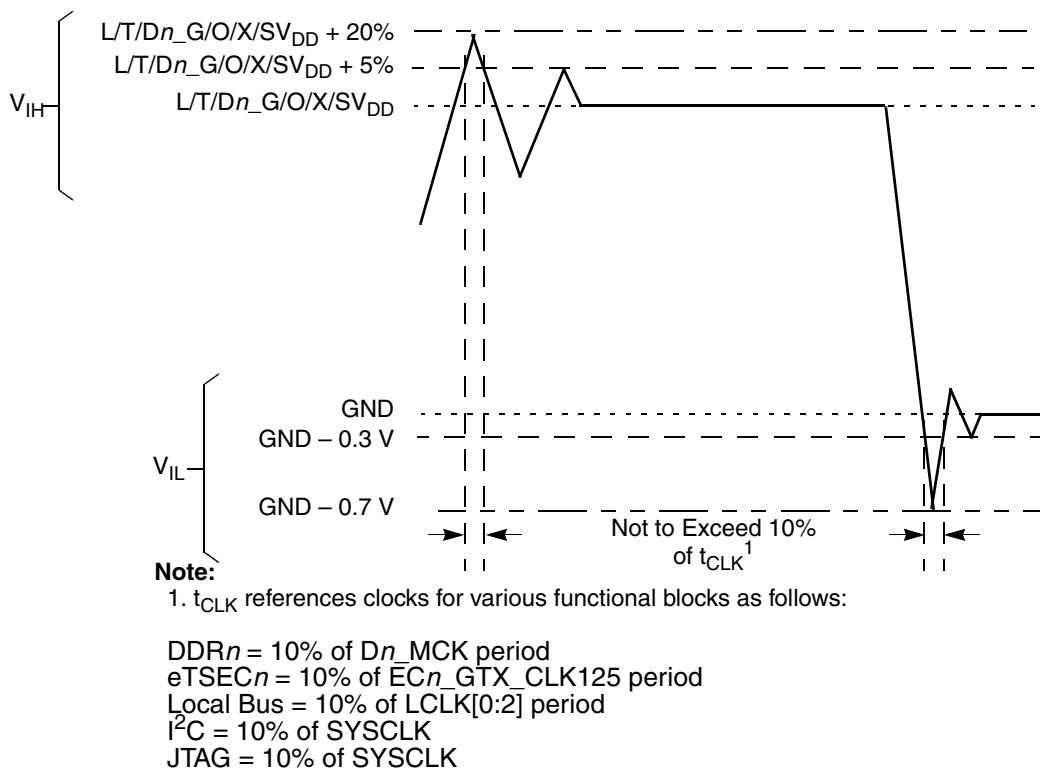 L/T/Dn_G/O/X/SVDD + 20%
L/T/Dn_G/O/X/SVDD + 5%
VIH
L/T/Dn_G/O/X/SVDD
GND
GND – 0.3 V
VIL
GND – 0.7 V
Not to Exceed 10%
of tCLK1
Note:
1. tCLK references clocks for various functional blocks as follows:
DDRn = 10% of Dn_MCK period
eTSECn = 10% of ECn_GTX_CLK125 period
Local Bus = 10% of LCLK[0:2] period
I2C = 10% of SYSCLK
JTAG = 10% of SYSCLK